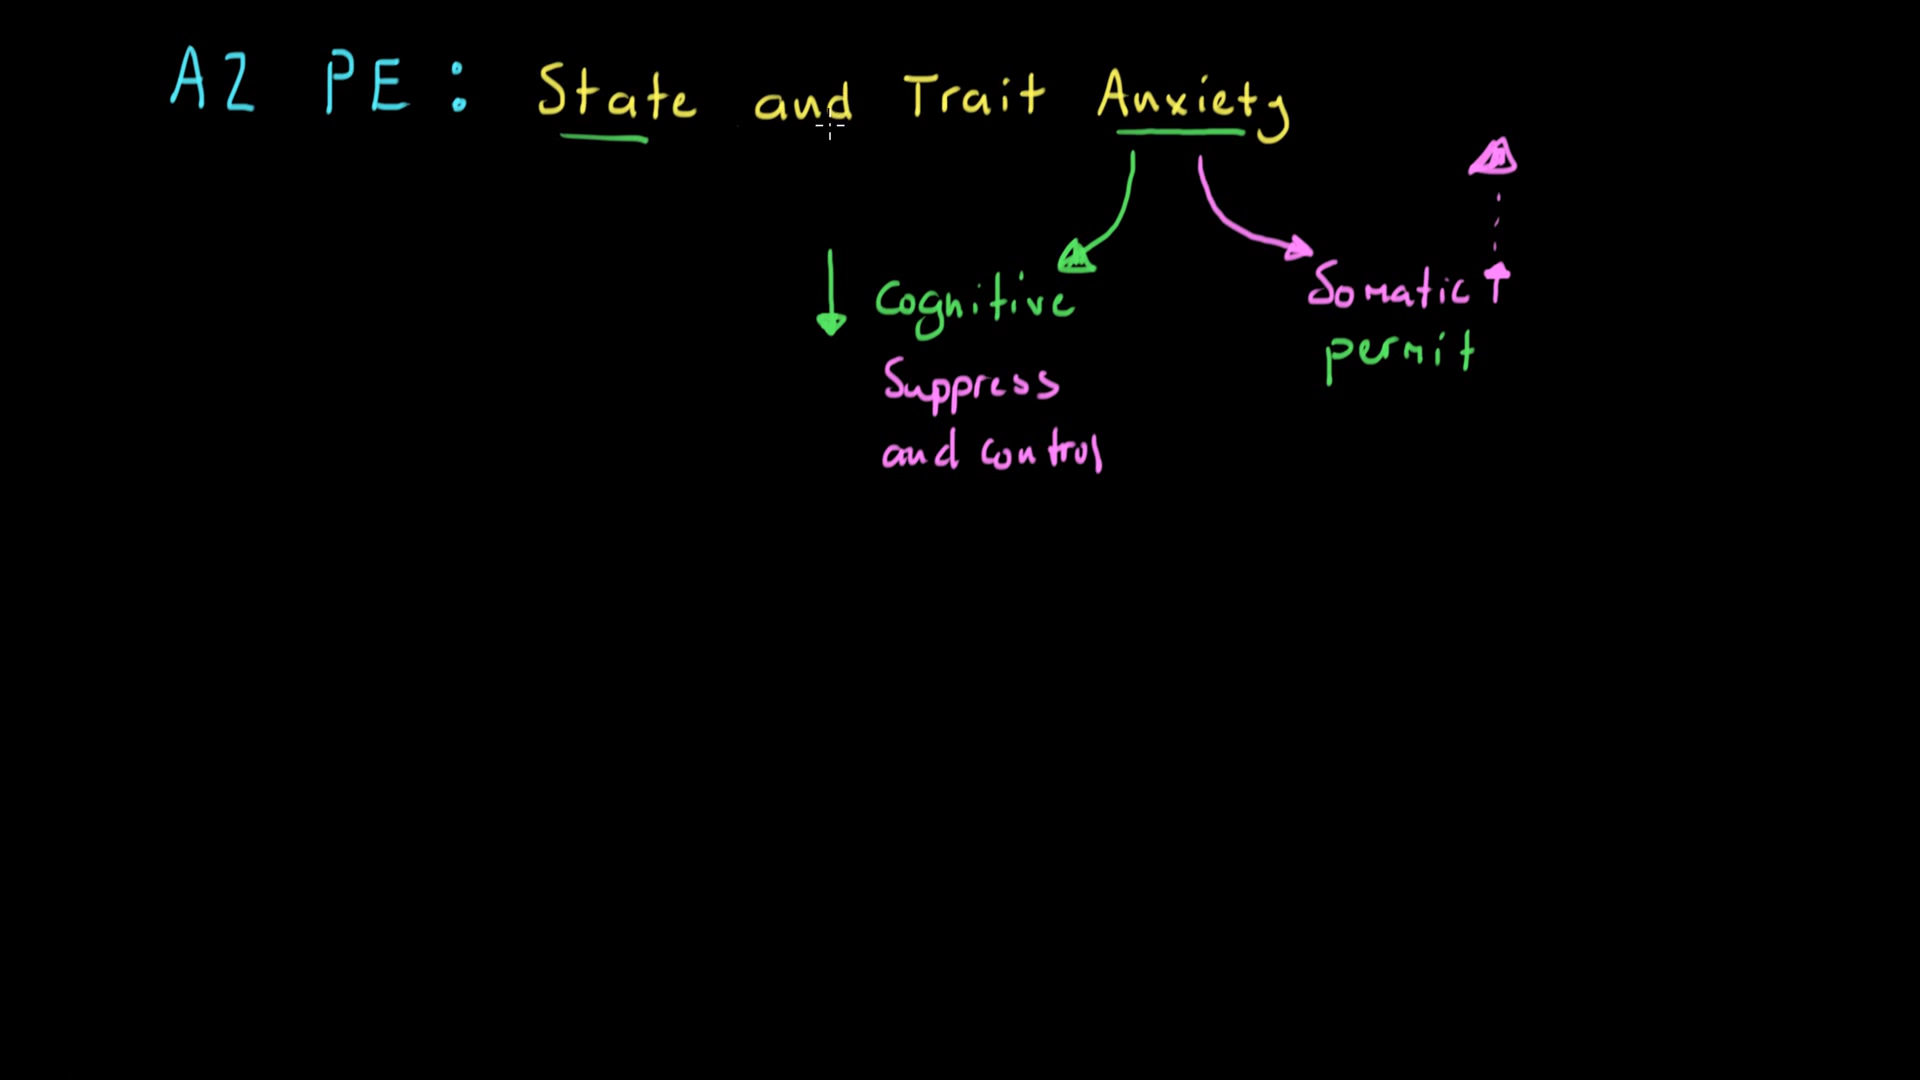 A2 PE : State and Trait Anxiety
Cognitive
Suppress
and control
Somatic ↑
permit